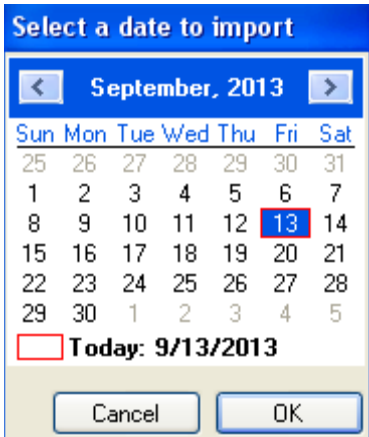 Select a date to import
< September, 2013 >
Sun Mon Tue Wed Thu Fri Sat
25 26 27 28 29 30 31
1 2 3 4 5 6 7
8 9 10 11 12 13 14
15 16 17 18 19 20 21
22 23 24 25 26 27 28
29 30 1 2 3 4 5
Today: 9/13/2013
Cancel OK